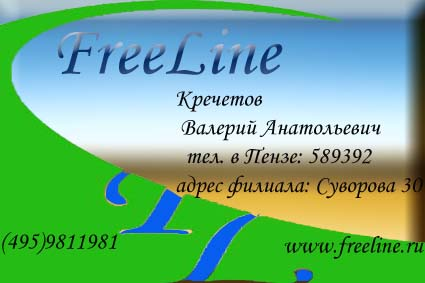 FreeLine
Кречетов
Валерий Анатольевич
тел. в Пензе: 589392
адрес филиала: Суворова 30
(495)9811981
www.freeline.ru